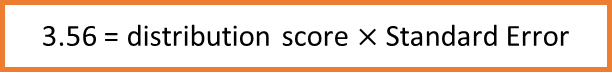 3.56 = distribution score × Standard Error